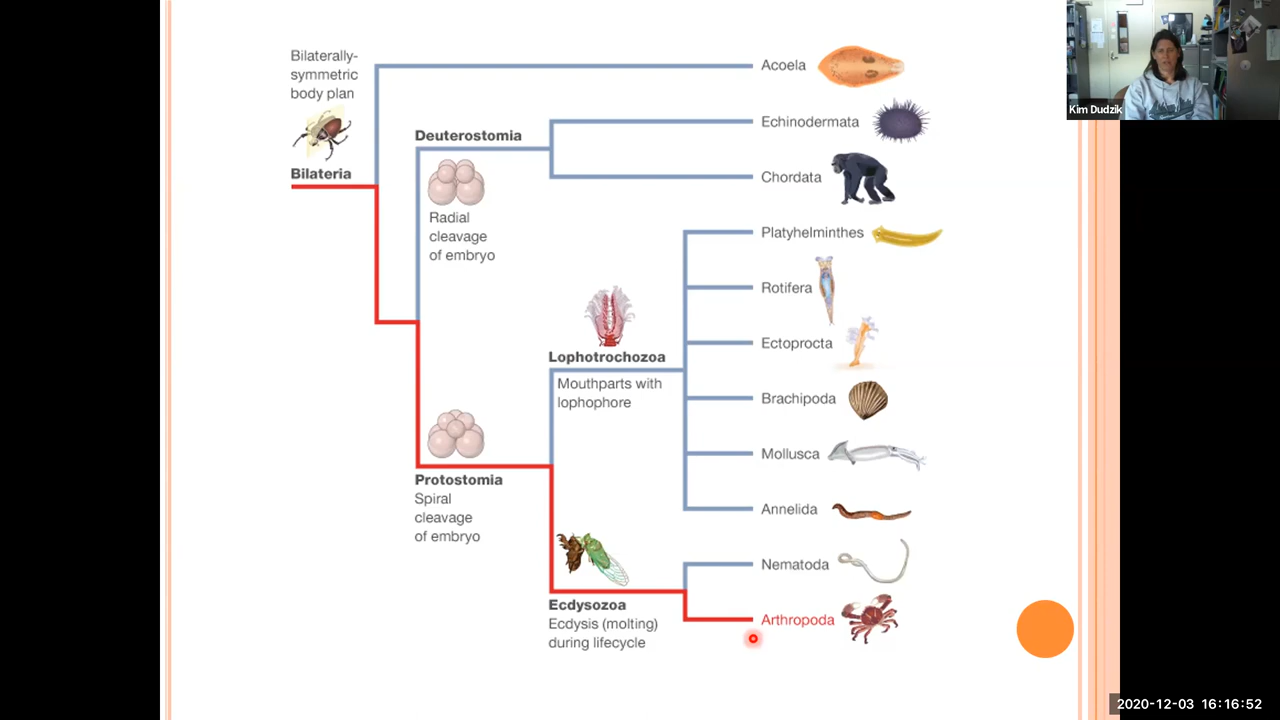 Bilaterally-
symmetric
body plan
Bilateria
Deuterostomia
Radial
cleavage
of embryo
Protostomia
Spiral
cleavage
of embryo
Lophotrochozoa
Mouthparts with
lophophore
Ecdysozoa
Ecdysis (molting)
during lifecycle
Acoela
Echinodermata
Chordata
Platyhelminthes
Rotifera
Ectoprocta
Brachipoda
Mollusca
Annelida
Nematoda
Arthropoda
Kim Dudzik
2020-12-03 16:16:52